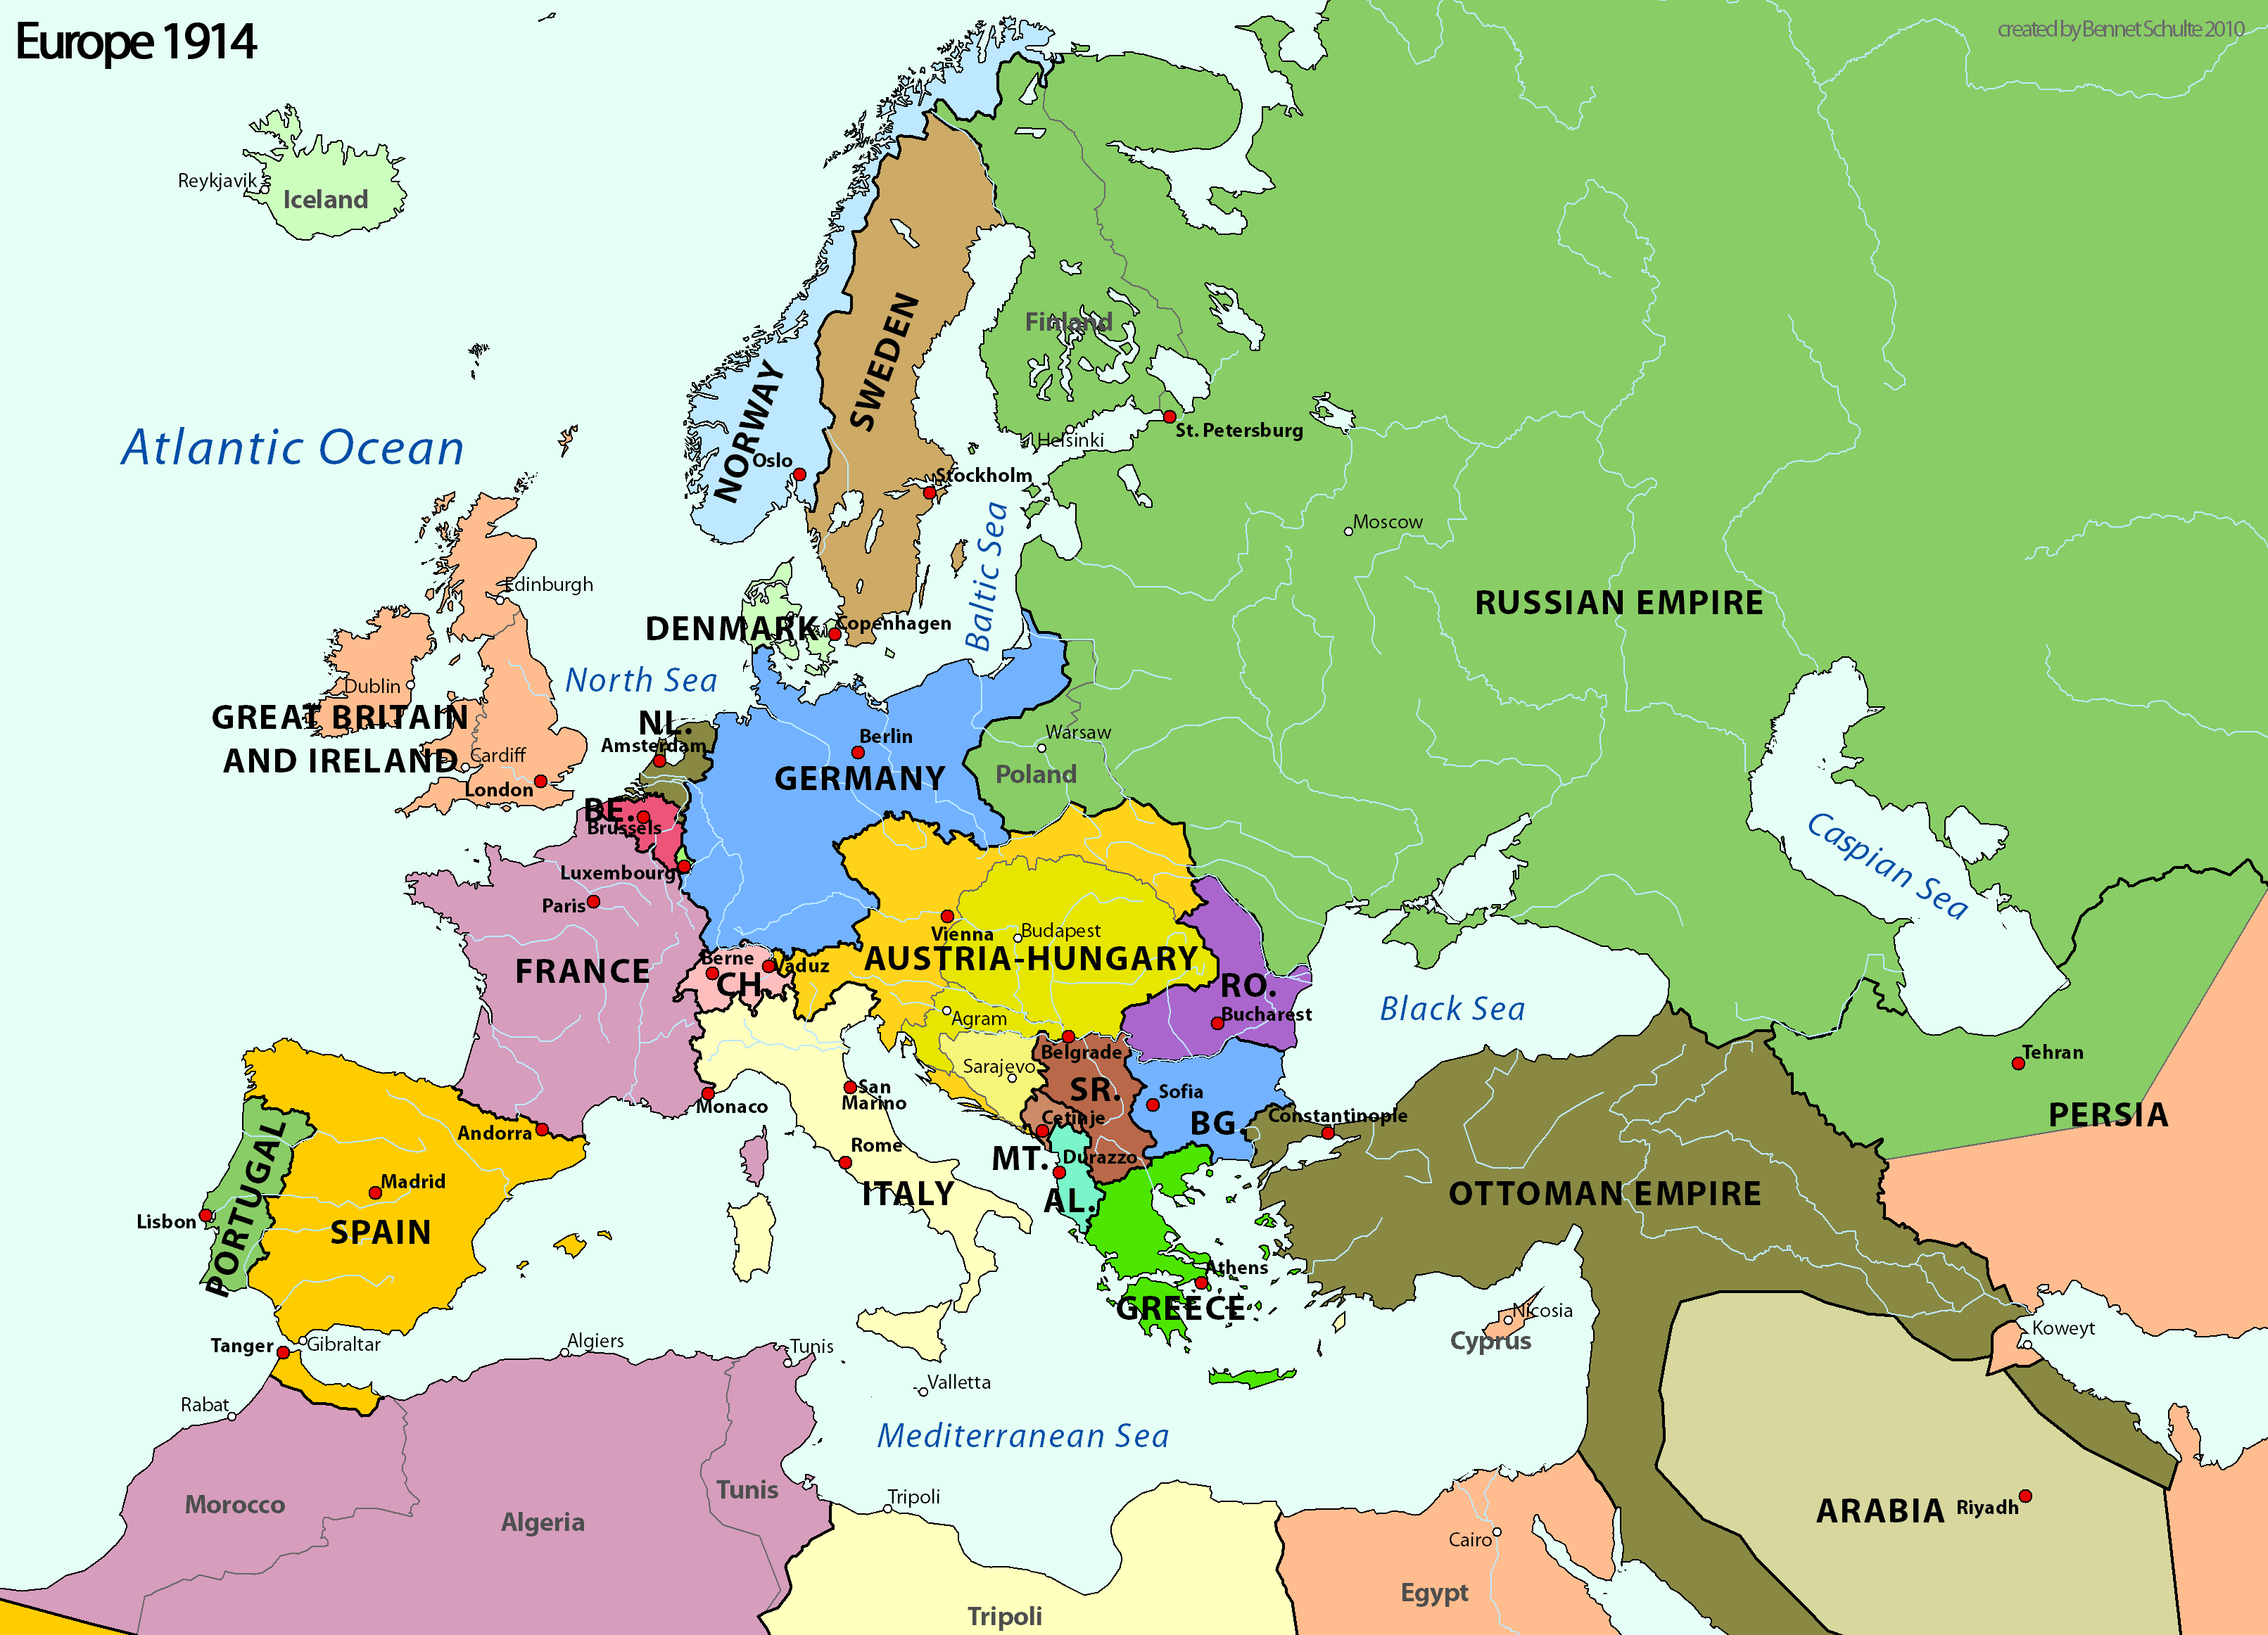 Europe 1914
created by Bennet Schulte 2010
Reykjavik
Iceland
Atlantic Ocean
NORWAY
Oslo
SWEDEN
Stockholm
Finland
Helsinki
St. Petersburg
Moscow
RUSSIAN EMPIRE
Baltic Sea
Edinburgh
DENMARK
Copenhagen
North Sea
Dublin
GREAT BRITAIN
AND IRELAND
Cardiff
London
NL.
Amsterdam
BE.
Brussels
Luxembourg
Berlin
GERMANY
Warsaw
Poland
Paris
FRANCE
Vienna
Budapest
AUSTRIA-HUNGARY
Berne
CH.
Vaduz
Agram
Sarajevo
RO.
Bucharest
Black Sea
Caspian Sea
Belgrade
SR.
Cetinje
MT.
Durazzo
AL.
Sofia
BG.
Constantinople
Tehran
PERSIA
Monaco
San
Marino
Rome
ITALY
Andorra
Madrid
SPAIN
Lisbon
PORTUGAL
OTTOMAN EMPIRE
Athens
GREECE
Nicosia
Cyprus
Koweyt
Tanger
Gibraltar
Algiers
Tunis
Rabat
Valletta
Mediterranean Sea
Morocco
Algeria
Tunis
Tripoli
Tripoli
Cairo
Egypt
ARABIA
Riyadh